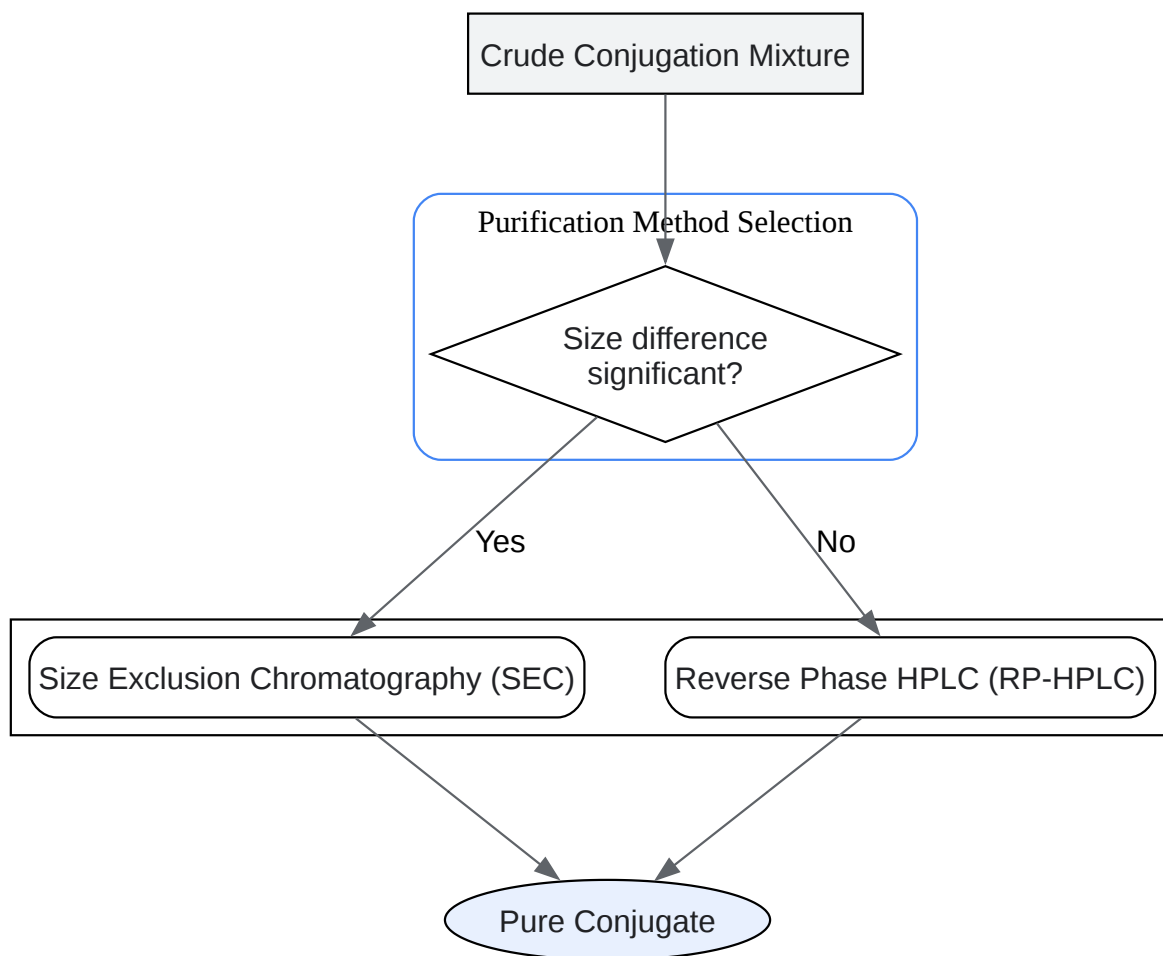 Crude Conjugation Mixture
Purification Method Selection
Size difference
significant?
Yes
No
Size Exclusion Chromatography (SEC)
Reverse Phase HPLC (RP-HPLC)
Pure Conjugate